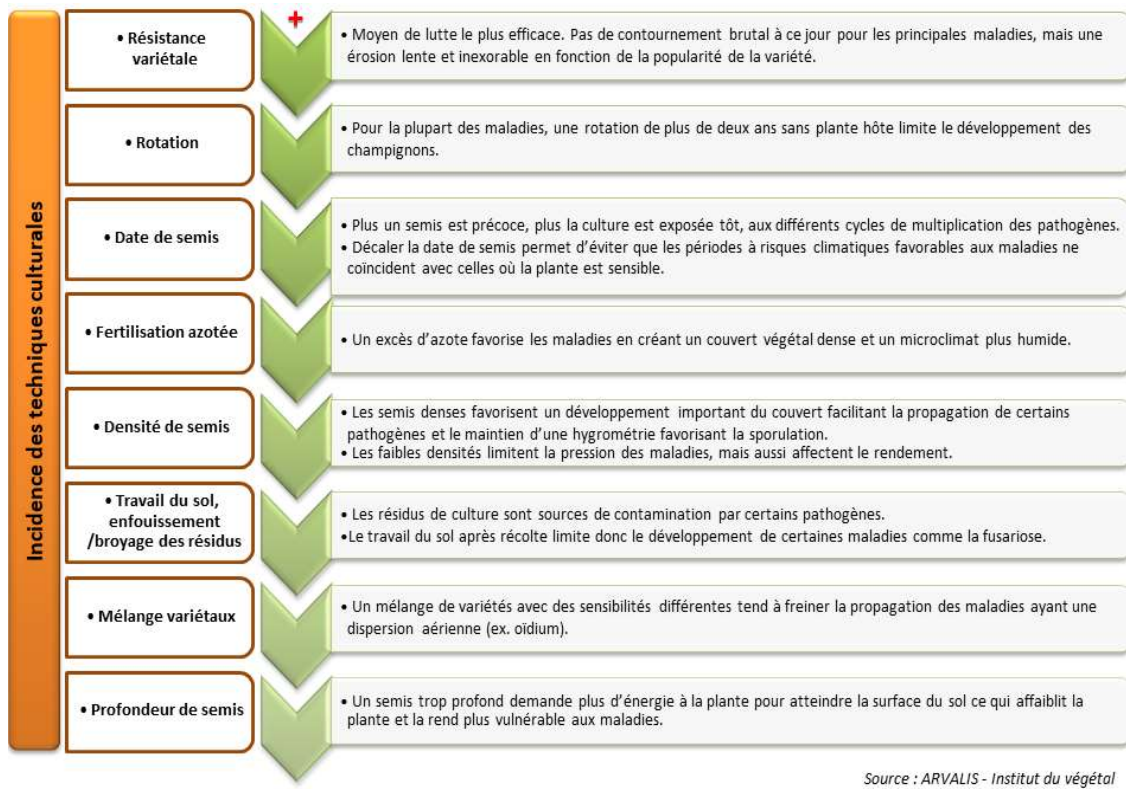 Incidence des techniques culturales
+
• Résistance
variétale
• Moyen de lutte le plus efficace. Pas de contournement brutal à ce jour pour les principales maladies, mais une
érosion lente et inexorable en fonction de la popularité de la variété.
• Rotation
• Pour la plupart des maladies, une rotation de plus de deux ans sans plante hôte limite le développement des
champignons.
• Date de semis
• Plus un semis est précoce, plus la culture est exposée tôt, aux différents cycles de multiplication des pathogènes.
• Décaler la date de semis permet d'éviter que les périodes à risques climatiques favorables aux maladies ne
coïncident avec celles où la plante est sensible.
• Fertilisation azotée
• Un excès d'azote favorise les maladies en créant un couvert végétal dense et un microclimat plus humide.
• Densité de semis
• Les semis denses favorisent un développement important du couvert facilitant la propagation de certains
pathogènes et le maintien d'une hygrométrie favorisant la sporulation.
• Les faibles densités limitent la pression des maladies, mais aussi affectent le rendement.
• Travail du sol,
enfouissement
/broyage des résidus
• Les résidus de culture sont sources de contamination par certains pathogènes.
•Le travail du sol après récolte limite donc le développement de certaines maladies comme la fusariose.
• Mélange variétaux
• Un mélange de variétés avec des sensibilités différentes tend à freiner la propagation des maladies ayant une
dispersion aérienne (ex. oïdium).
• Profondeur de semis
• Un semis trop profond demande plus d'énergie à la plante pour atteindre la surface du sol ce qui affaiblit la
plante et la rend plus vulnérable aux maladies.
Source : ARVALIS - Institut du végétal